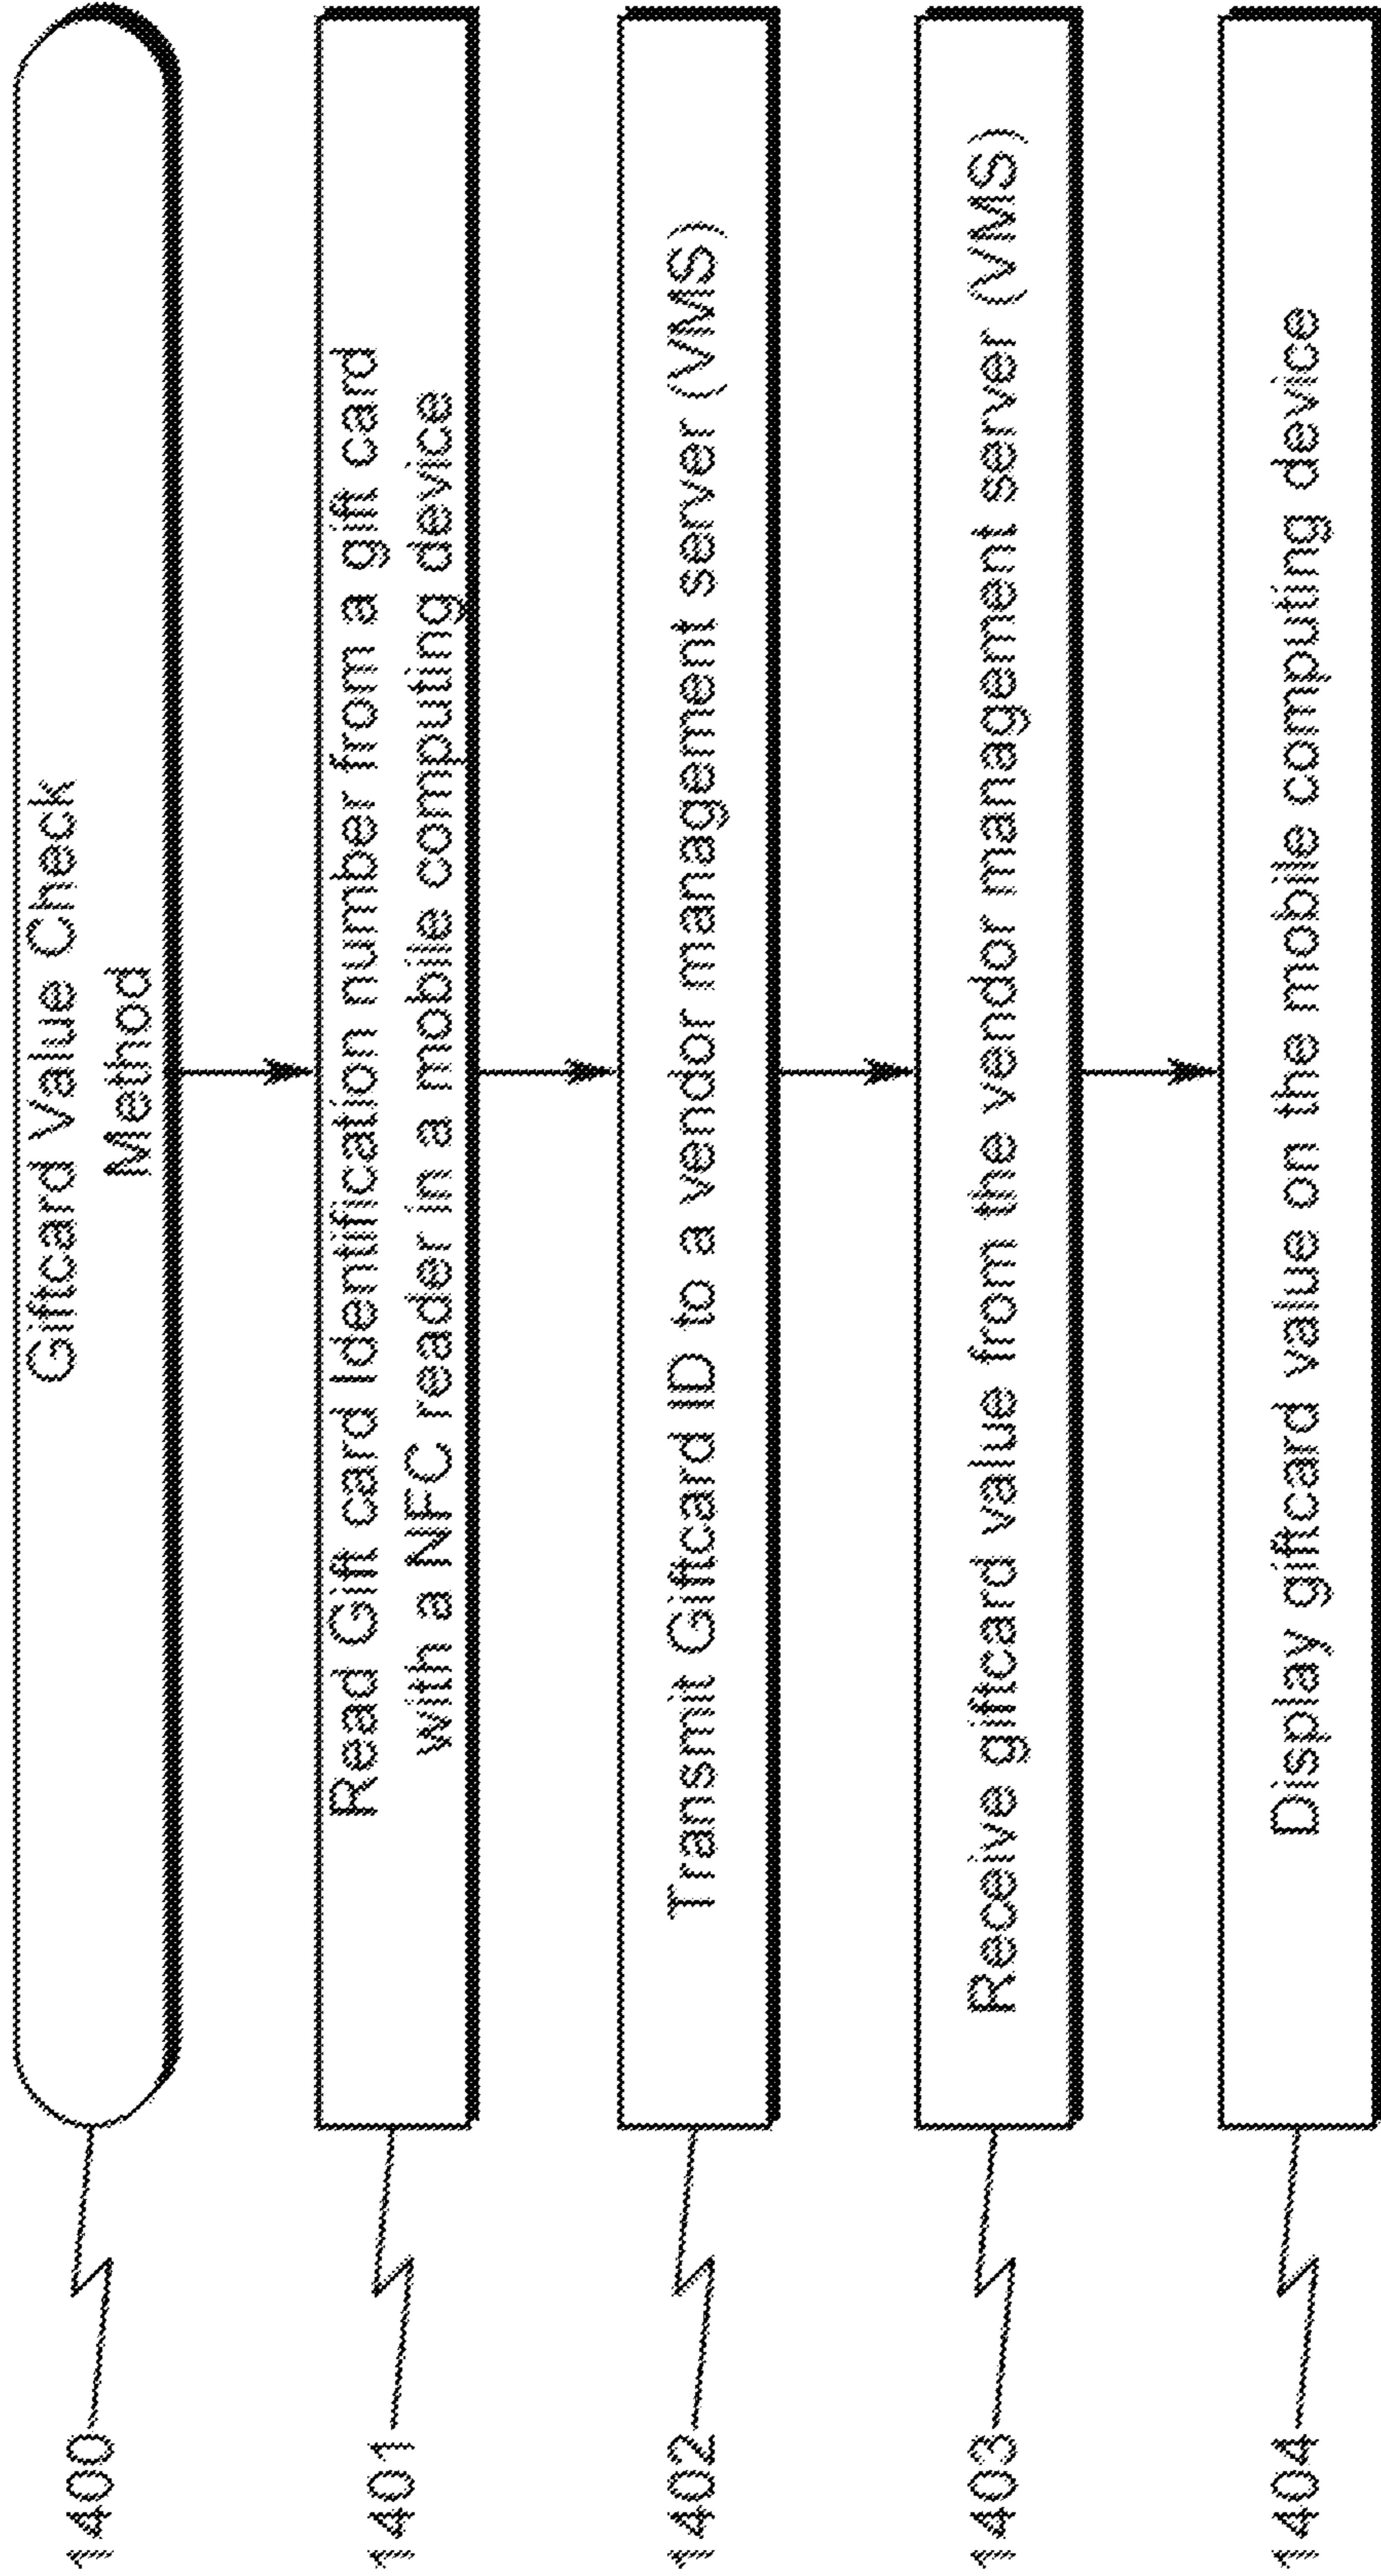 1400
Giftcard Value Check
Method
1401
Read Gift card Identification number from a gift card
with a NFC reader in a mobile computing device
1402
Transmit Giftcard ID to a vendor management server (VMS)
1403
Receive giftcard value from the vendor management server (VMS)
1404
Display giftcard value on the mobile computing device